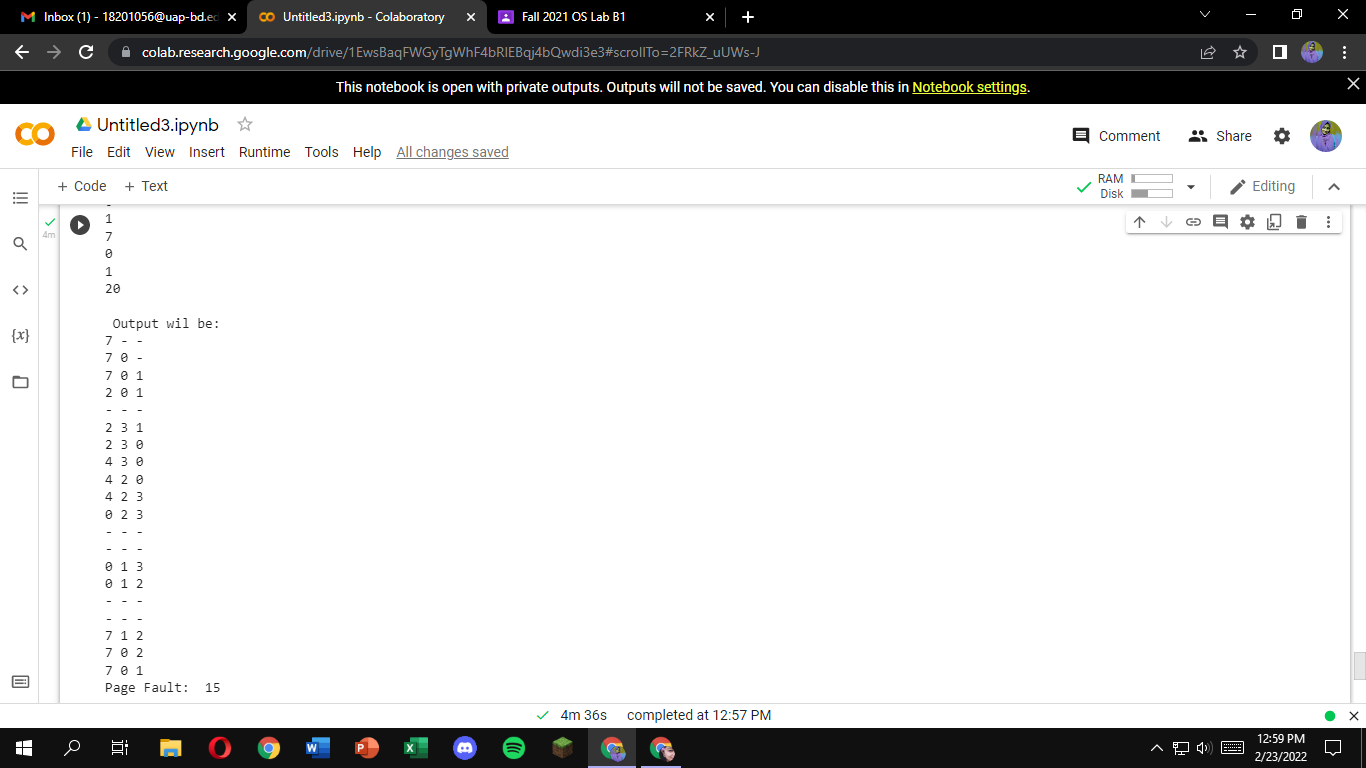 Inbox (1) - 18201056@uap-bd.ed
Untitled3.ipynb - Colaboratory
Fall 2021 OS Lab B1
colab.research.google.com/drive/1EwsBaqFWGyTgWhF4bRlEBqj4bQwdi3e3#scrollTo=2FRkZ_uUWs-J
This notebook is open with private outputs. Outputs will not be saved. You can disable this in Notebook settings.
Untitled3.ipynb
Comment
Share
File Edit View Insert Runtime Tools Help All changes saved
+ Code + Text
RAM
Disk
Editing
4m
1
7
0
1
20
Output wil be:
7 - -
7 0 -
7 0 1
2 0 1
- - -
2 3 1
2 3 0
4 3 0
4 2 0
4 2 3
0 2 3
- - -
- - -
0 1 3
0 1 2
- - -
- - -
7 1 2
7 0 2
7 0 1
Page Fault: 15
{x}
4m 36s completed at 12:57 PM
12:59 PM
2/23/2022